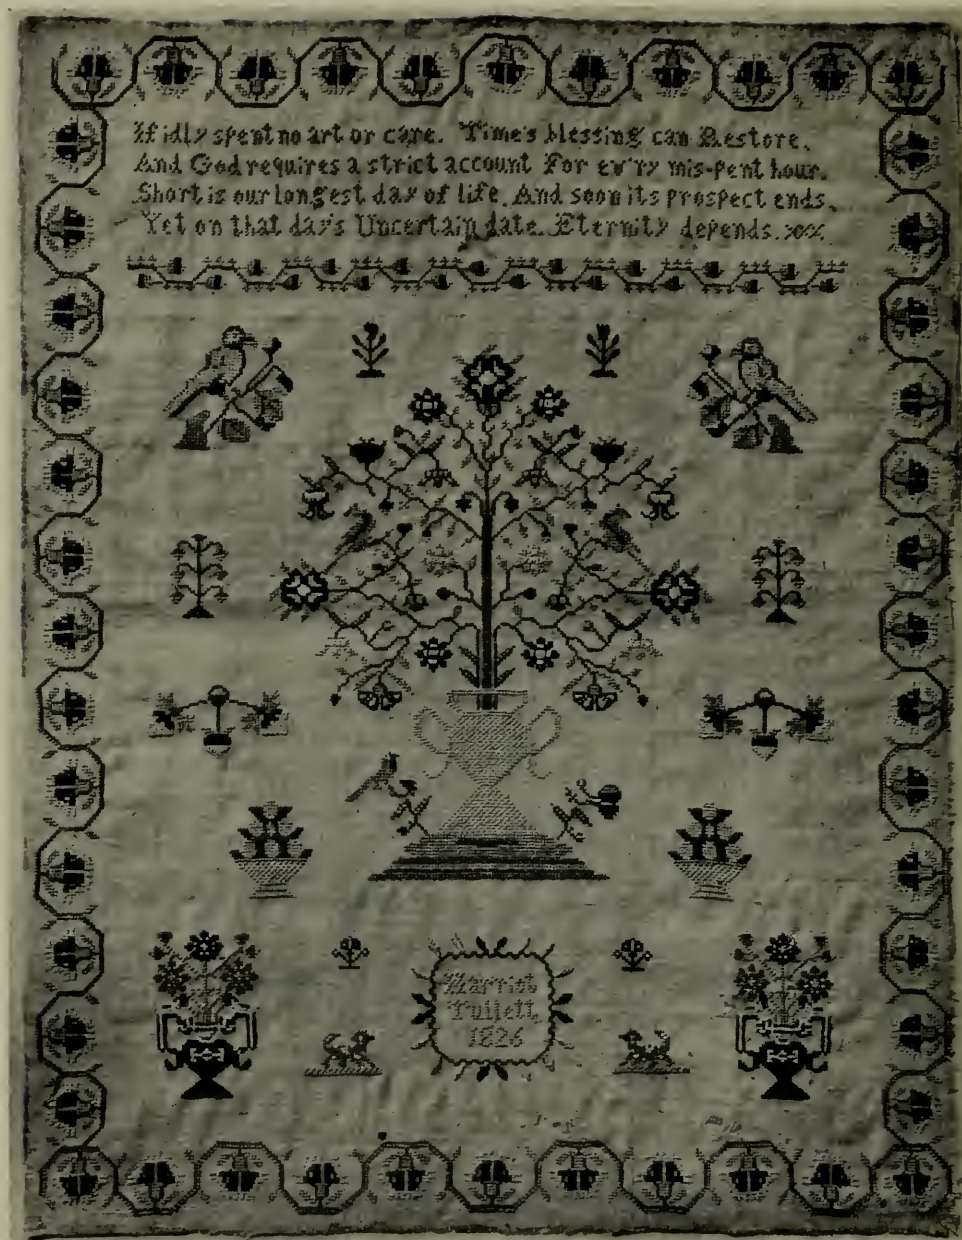 If idly spent no art or care. Time's blessing can Restore.
And God requires a strict account For ev'ry mis-pent hour.
Short is our longest day of life. And soon its prospect ends.
Yet on that day's Uncertain date. Eternity depends. xxx
Harriot
Tullett
1826